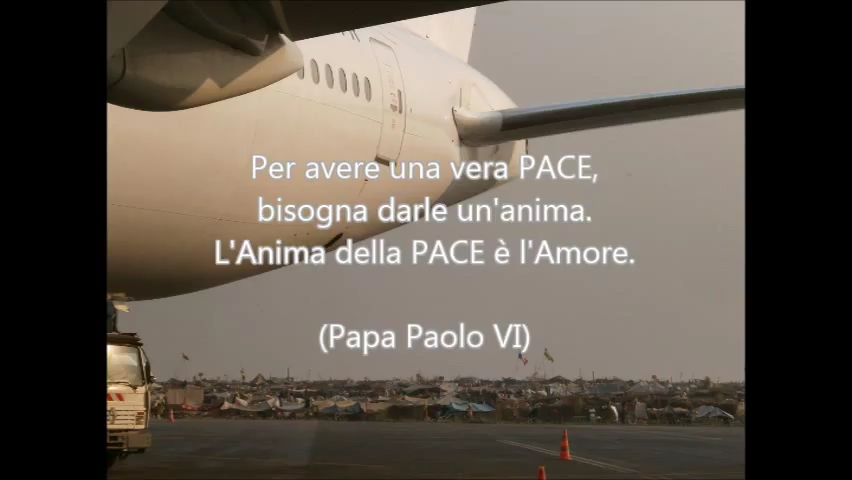 Per avere una vera PACE,
bisogna darle un'anima.
L'Anima della PACE è l'Amore.
(Papa Paolo VI)